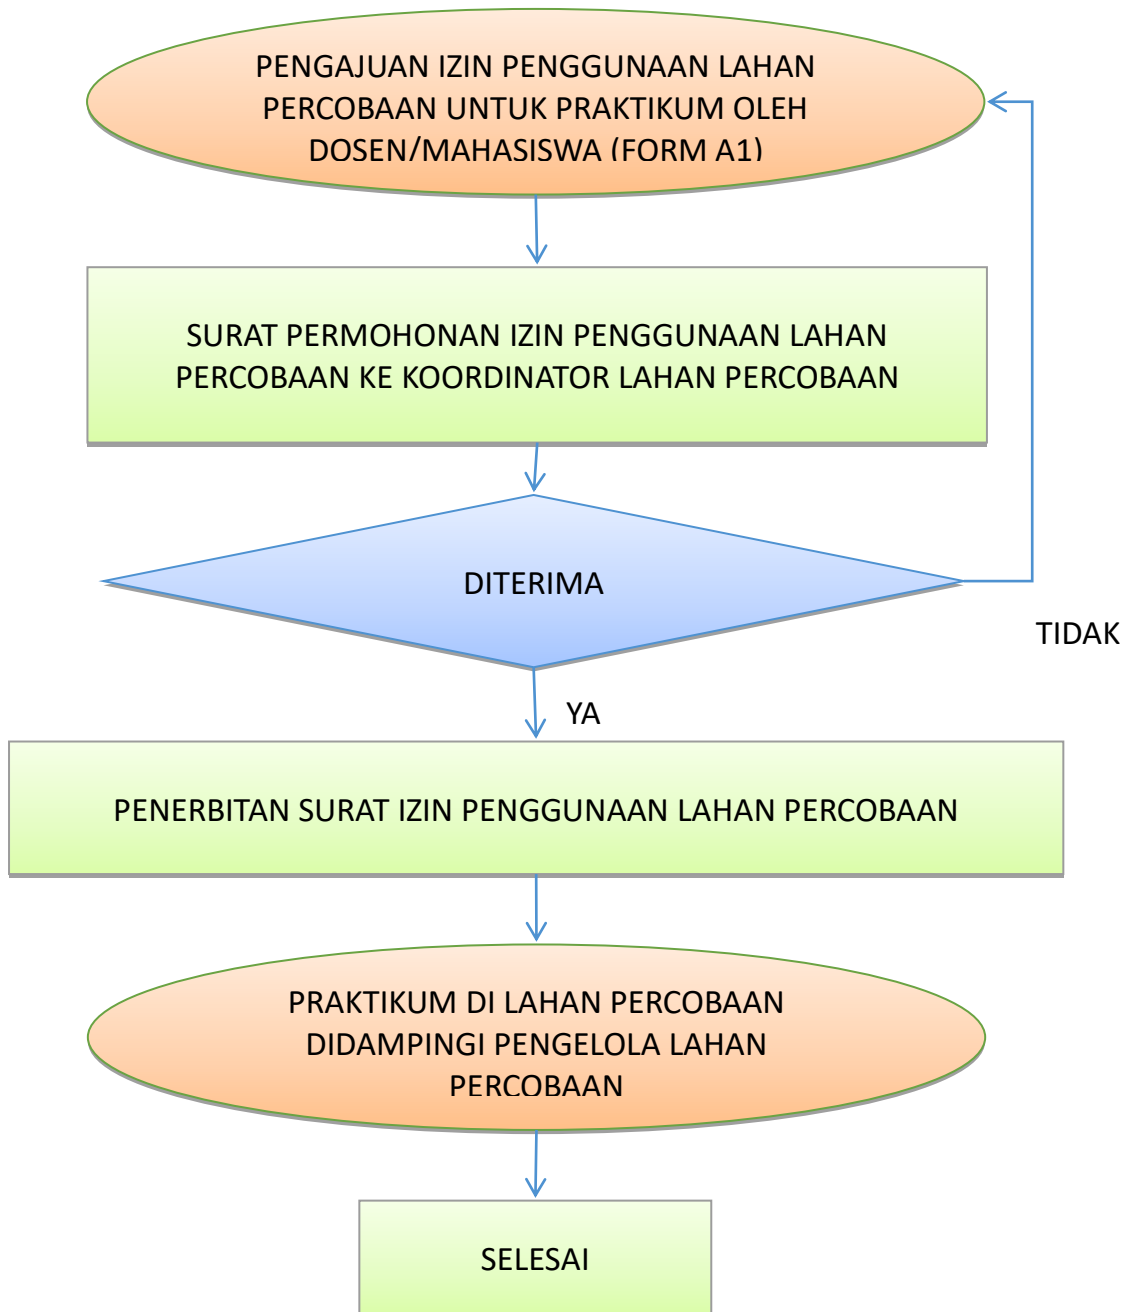 PENGAJUAN IZIN PENGGUNAAN LAHAN
PERCOBAAN UNTUK PRAKTIKUM OLEH
DOSEN/MAHASISWA (FORM A1)
SURAT PERMOHONAN IZIN PENGGUNAAN LAHAN
PERCOBAAN KE KOORDINATOR LAHAN PERCOBAAN
DITERIMA
TIDAK
YA
PENERBITAN SURAT IZIN PENGGUNAAN LAHAN PERCOBAAN
PRAKTIKUM DI LAHAN PERCOBAAN
DIDAMPINGI PENGELOLA LAHAN
PERCOBAAN
SELESAI